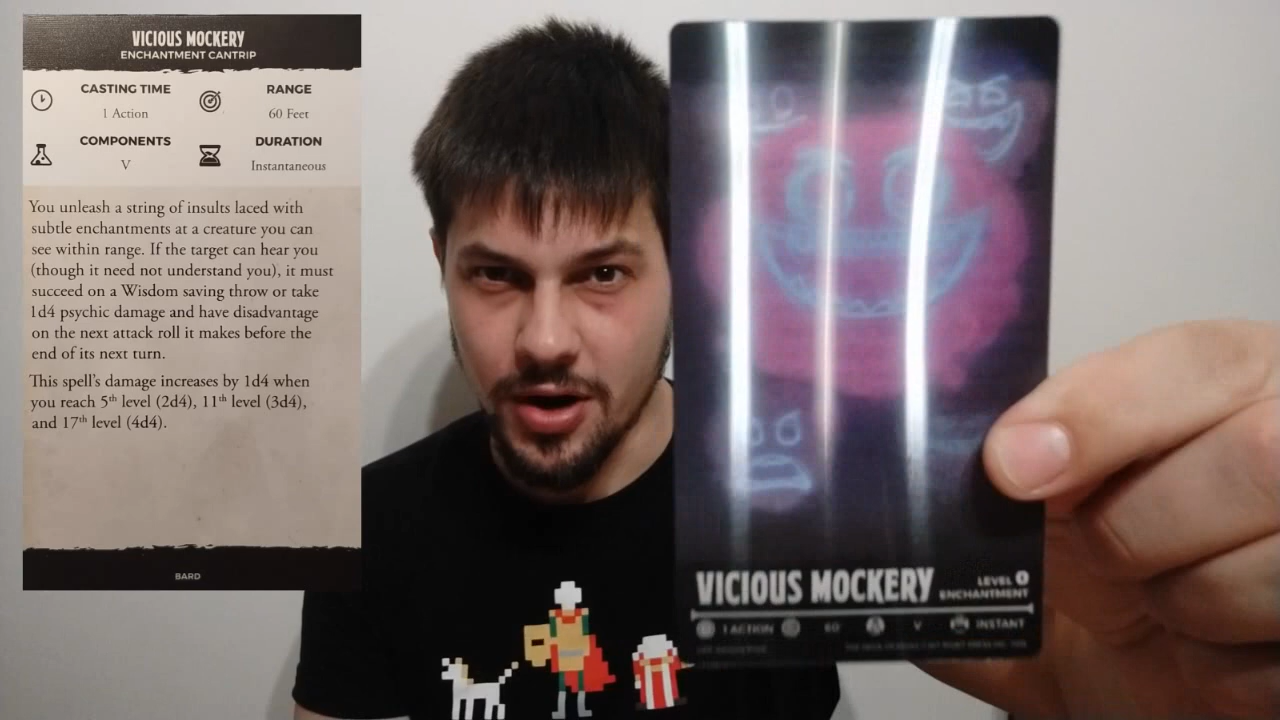 VICIOUS MOCKERY
ENCHANTMENT CANTRIP
CASTING TIME
1 Action
RANGE
60 Feet
COMPONENTS
V
DURATION
Instantaneous
You unleash a string of insults laced with
subtle enchantments at a creature you can
see within range. If the target can hear you
(though it need not understand you), it must
succeed on a Wisdom saving throw or take
1d4 psychic damage and have disadvantage
on the next attack roll it makes before the
end of its next turn.
This spell's damage increases by 1d4 when
you reach 5th level (2d4), 11th level (3d4),
and 17th level (4d4).
BARD
VICIOUS MOCKERY
LEVEL 0
ENCHANTMENT
1 ACTION 60' V INSTANT